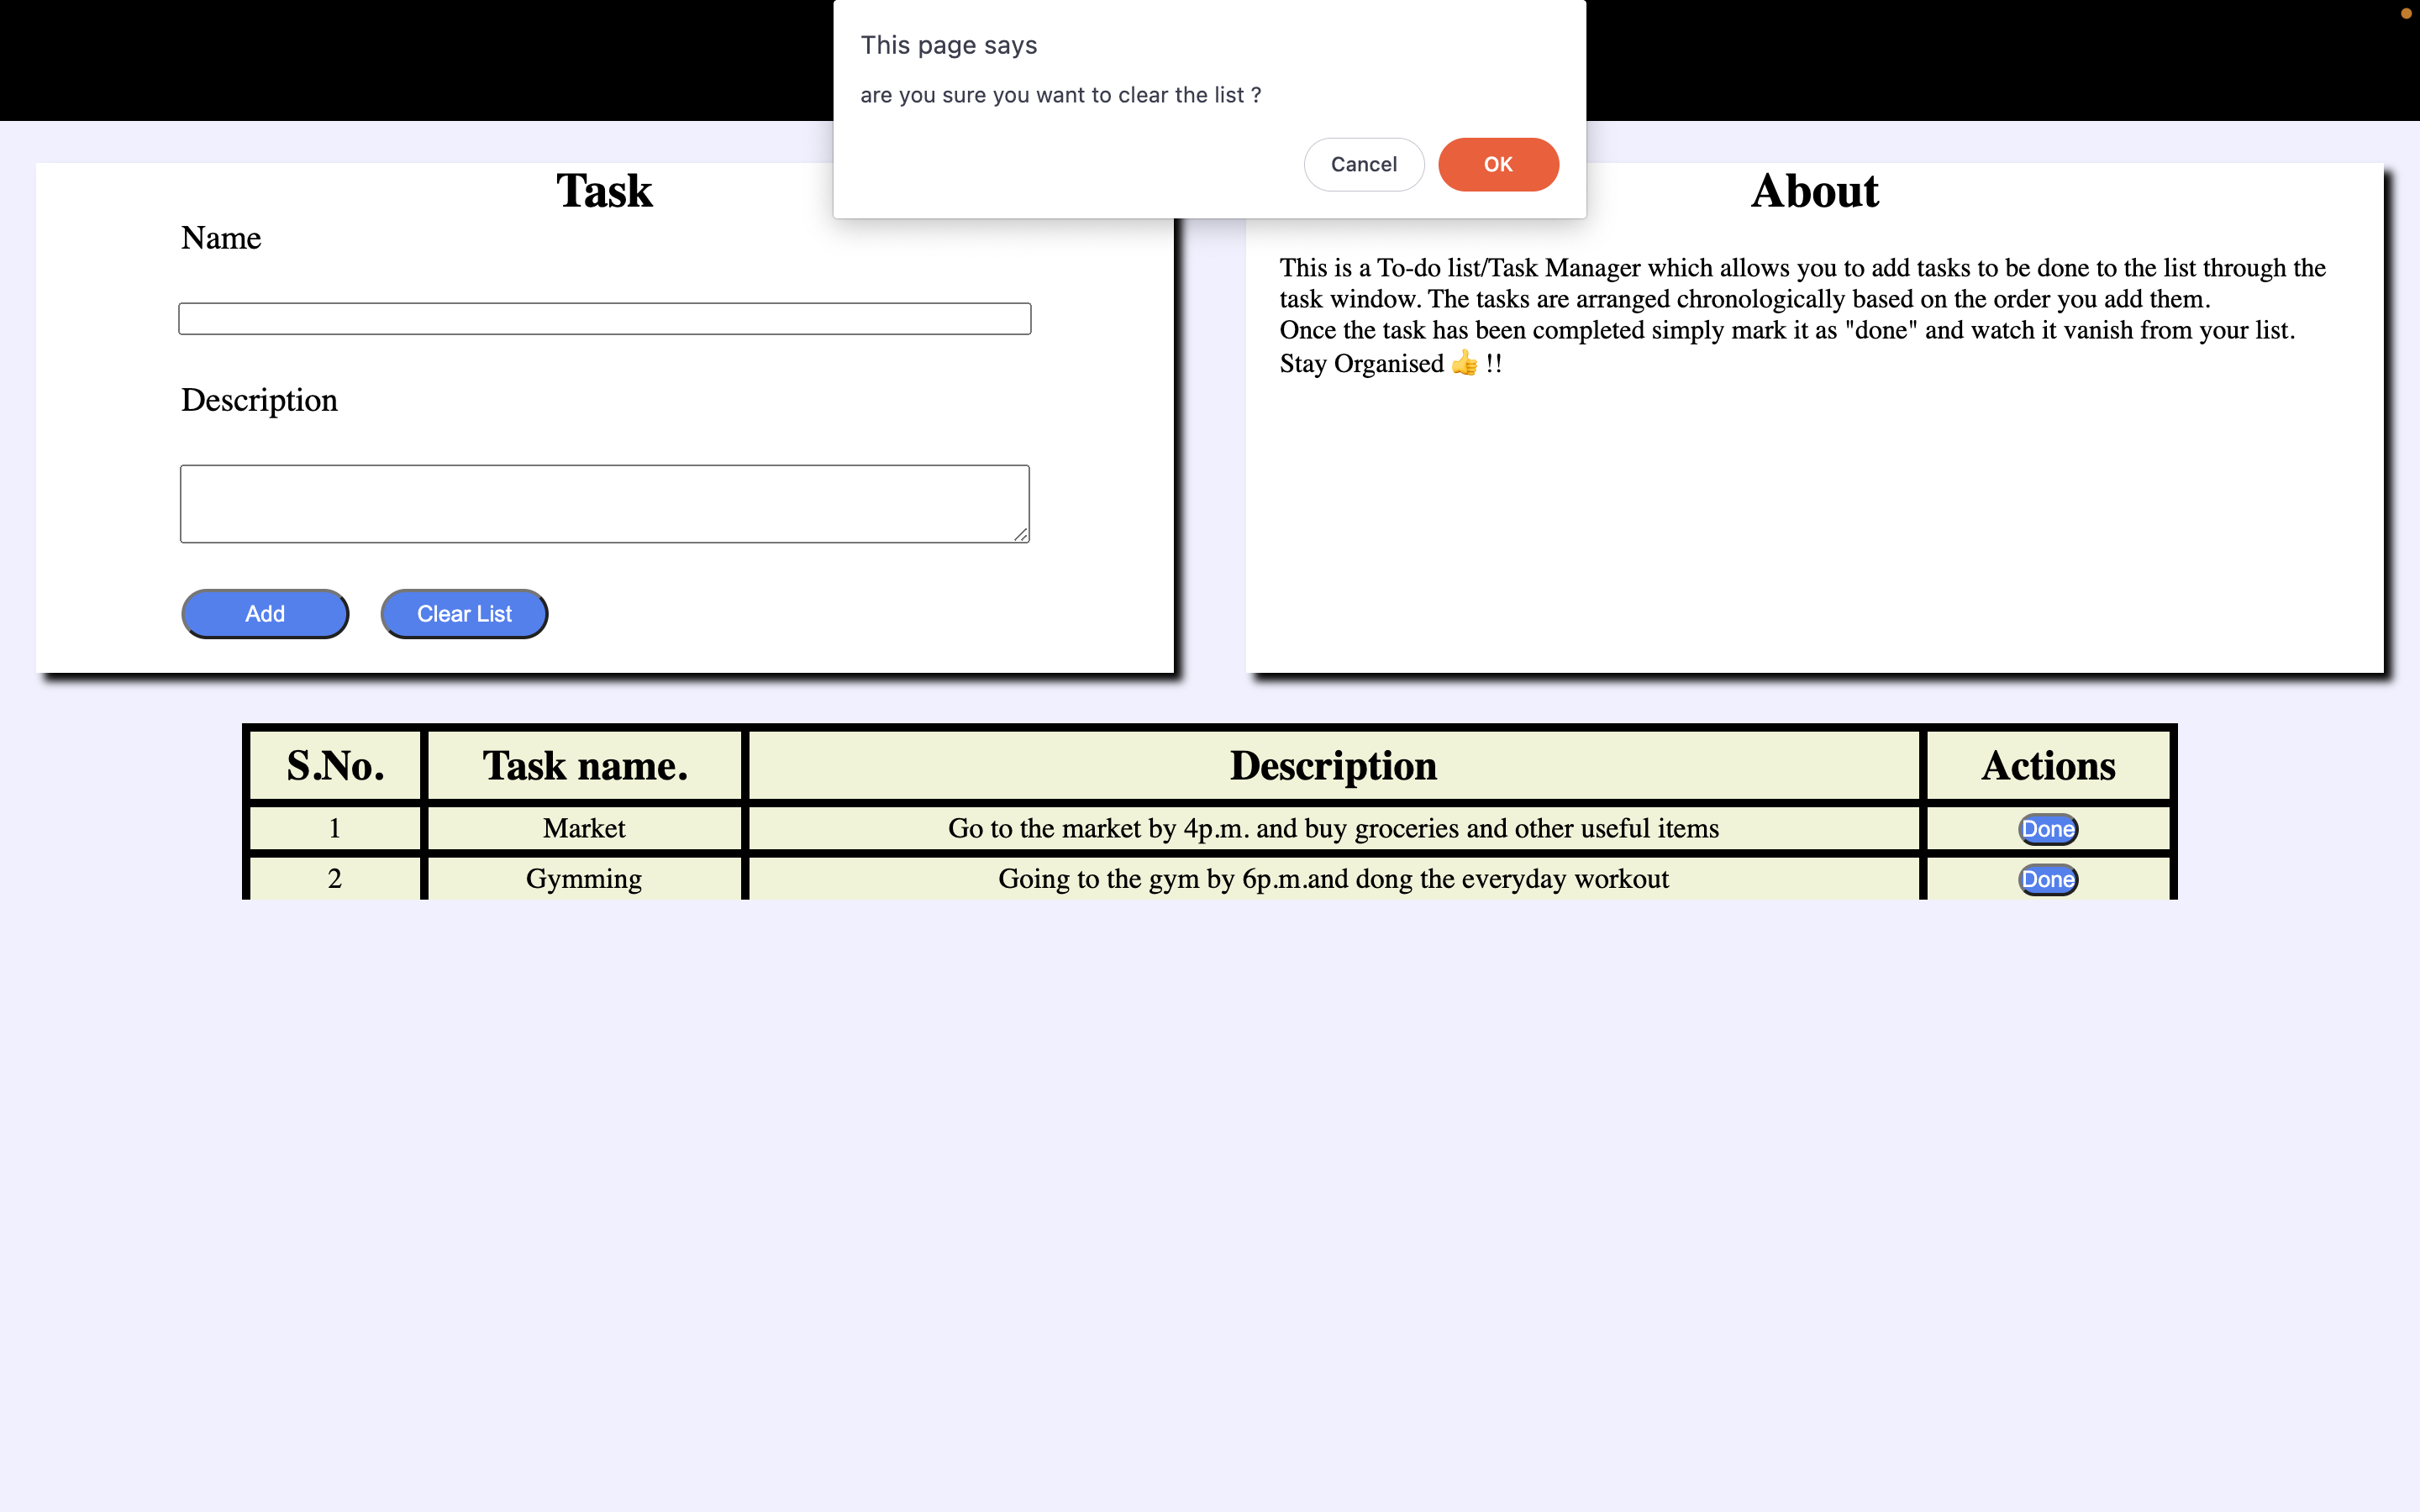 This page says
are you sure you want to clear the list ?
Cancel OK
Task
Name
Description
Add Clear List
About
This is a To-do list/Task Manager which allows you to add tasks to be done to the list through the
task window. The tasks are arranged chronologically based on the order you add them.
Once the task has been completed simply mark it as "done" and watch it vanish from your list.
Stay Organised 👍 !!
S.No. Task name. Description Actions
1 Market Go to the market by 4p.m. and buy groceries and other useful items Done
2 Gymming Going to the gym by 6p.m.and dong the everyday workout Done